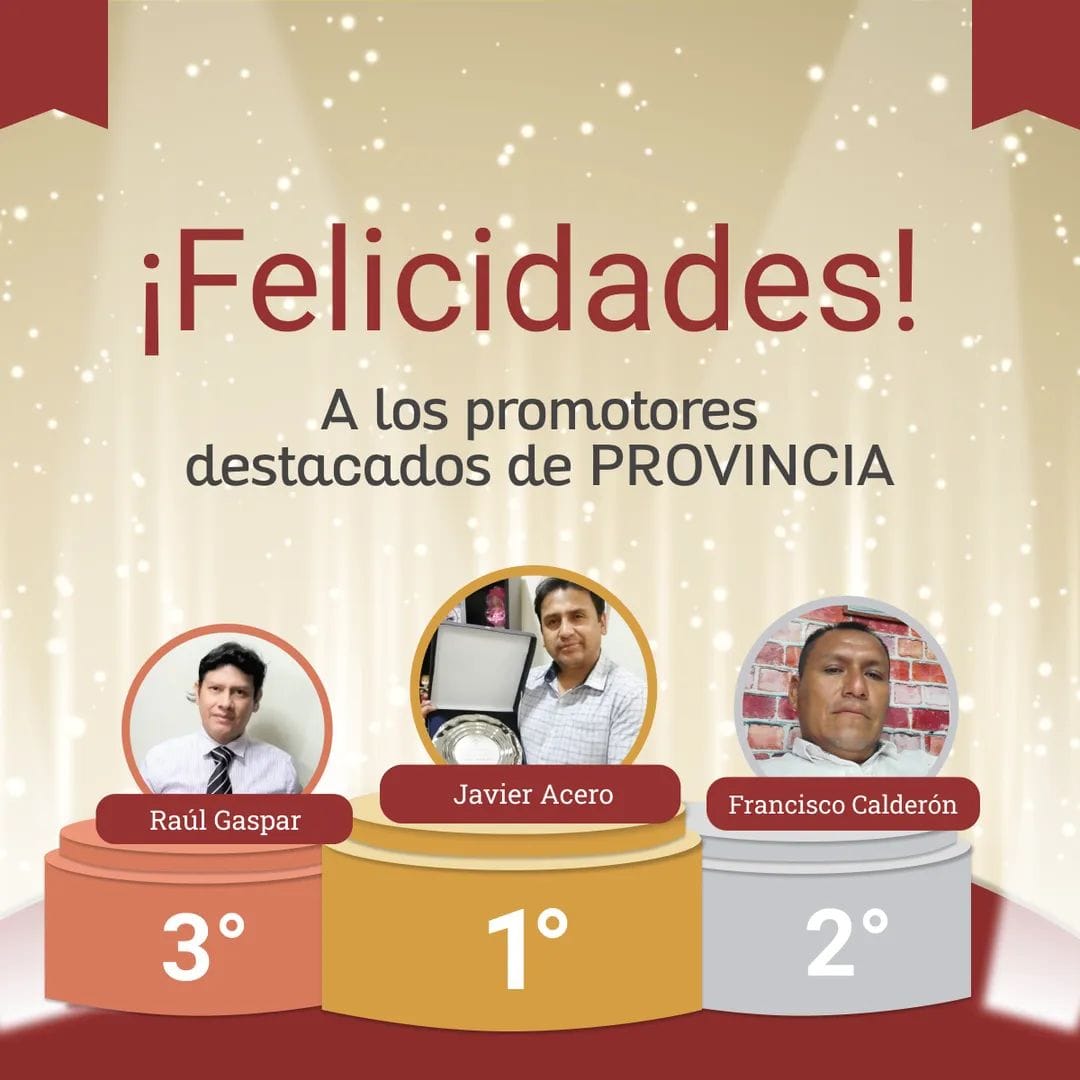 ¡Felicidades!
A los promotores
destacados de PROVINCIA
Raúl Gaspar
Javier Acero
Francisco Calderón
3°
1°
2°